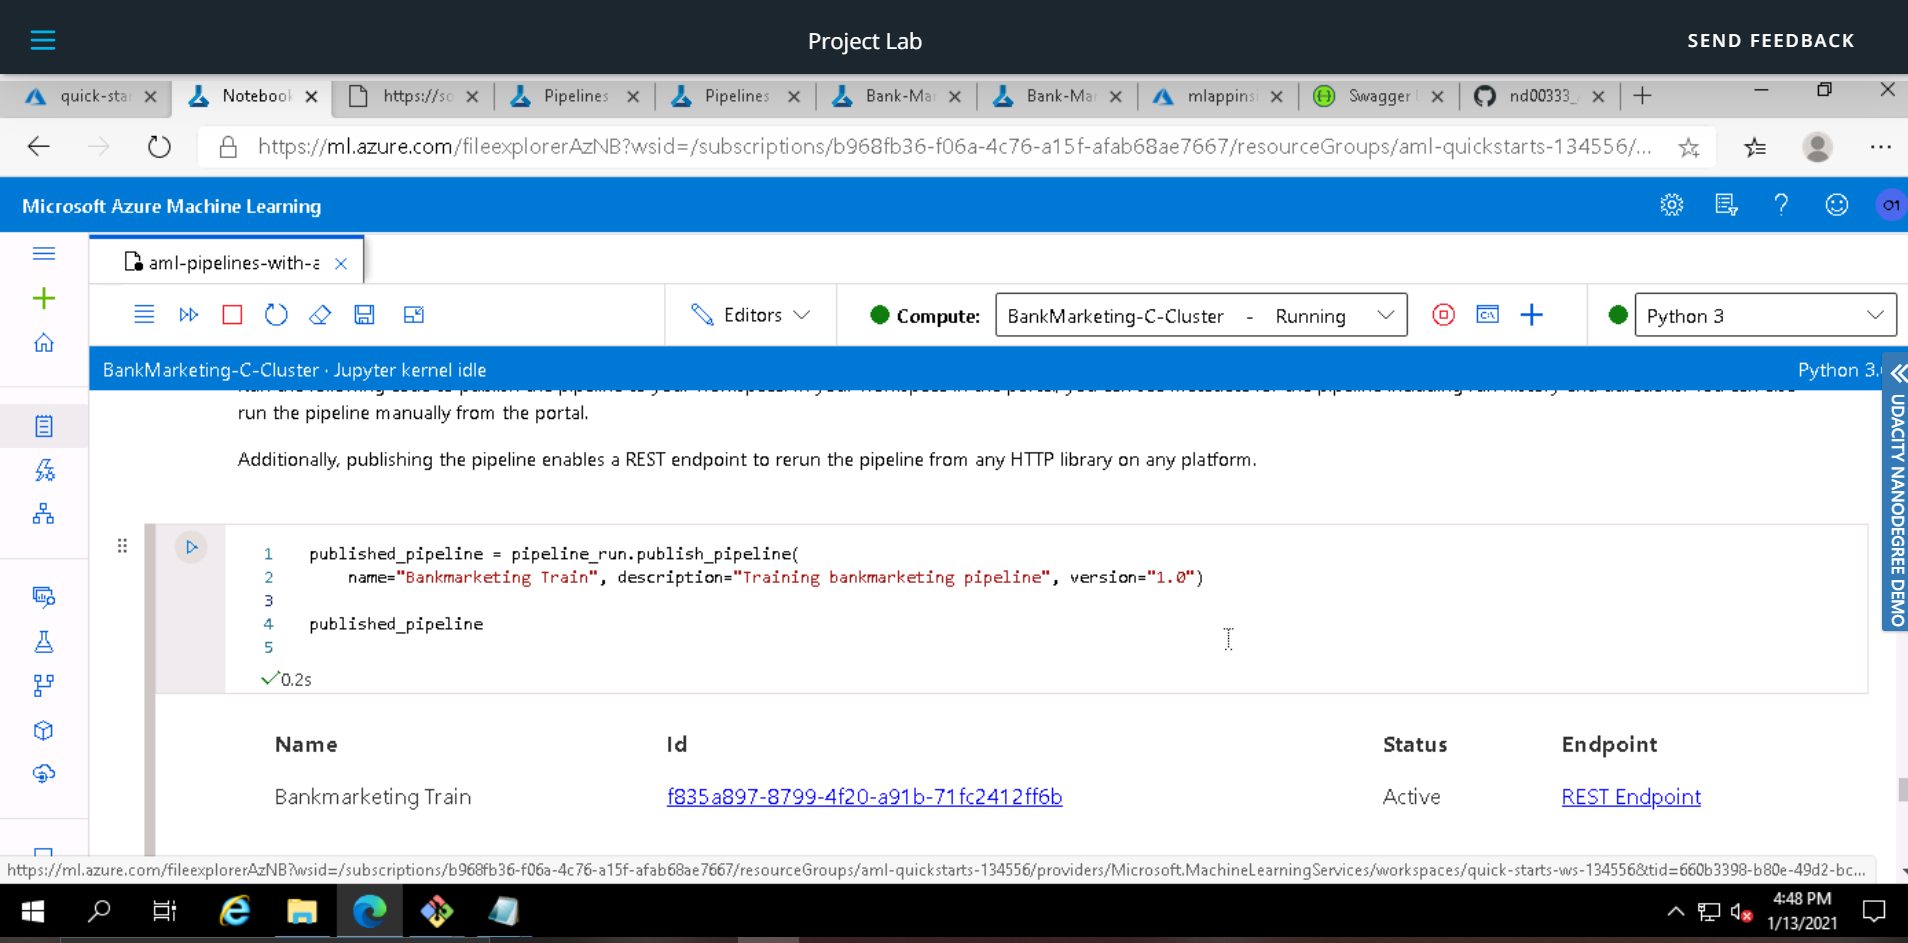 Project Lab
SEND FEEDBACK
quick-sta
Notebook
https://so
Pipelines
Pipelines
Bank-Mar
Bank-Mar
mlappins
Swagger
nd00333_
https://ml.azure.com/fileexplorerAzNB?wsid=/subscriptions/b968fb36-f06a-4c76-a15f-afab68ae7667/resourceGroups/aml-quickstarts-134556/...
Microsoft Azure Machine Learning
01
aml-pipelines-with-a
Editors
Compute:
BankMarketing-C-Cluster - Running
Python 3
BankMarketing-C-Cluster · Jupyter kernel idle
Python 3.
UDACITY NANODEGREE DEMO
run the pipeline manually from the portal.
Additionally, publishing the pipeline enables a REST endpoint to rerun the pipeline from any HTTP library on any platform.
1 published_pipeline = pipeline_run.publish_pipeline(
2 name="Bankmarketing Train", description="Training bankmarketing pipeline", version="1.0")
3
4 published_pipeline
5
0.2s
Name Id Status Endpoint
Bankmarketing Train f835a897-8799-4f20-a91b-71fc2412ff6b Active REST Endpoint
https://ml.azure.com/fileexplorerAzNB?wsid=/subscriptions/b968fb36-f06a-4c76-a15f-afab68ae7667/resourceGroups/aml-quickstarts-134556/providers/Microsoft.MachineLearningServices/workspaces/quick-starts-ws-134556&tid=660b3398-b80e-49d2-bc...
4:48 PM
1/13/2021